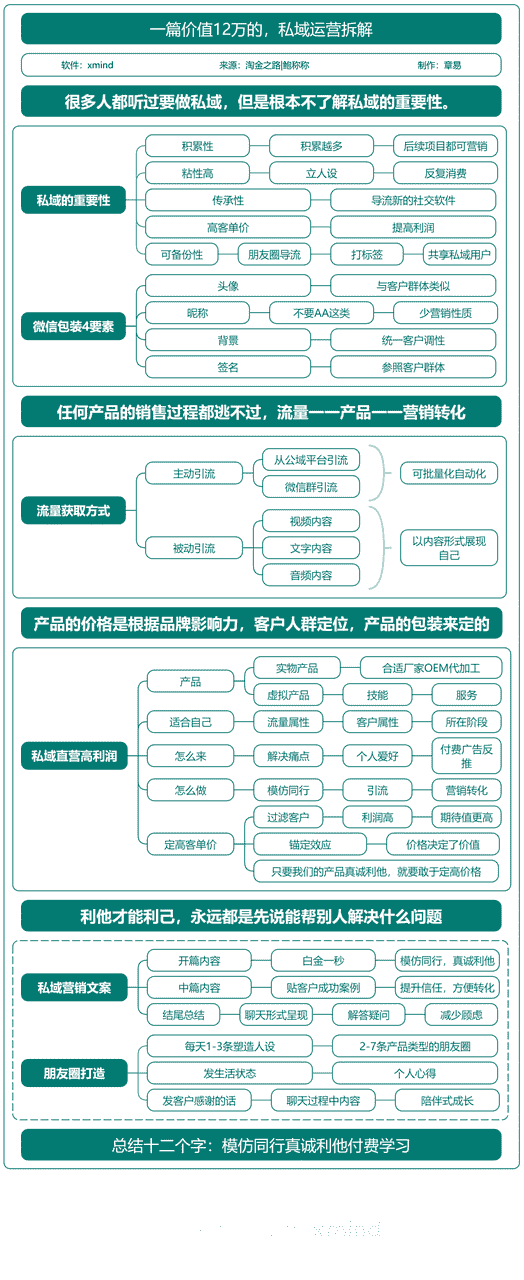 一篇价值12万的，私域运营拆解
软件：xmind 来源：淘金之路|鲍称称 制作：章易
很多人都听过要做私域，但是根本不了解私域的重要性。
私域的重要性
积累性 积累越多 后续项目都可营销
粘性高 立人设 反复消费
传承性 导流新的社交软件
高客单价 提高利润
可备份性 朋友圈导流 打标签 共享私域用户
微信包装4要素
头像 与客户群体类似
昵称 不要AA这类 少营销性质
背景 统一客户调性
签名 参照客户群体
任何产品的销售过程都逃不过，流量一一产品一一营销转化
流量获取方式
主动引流
从公域平台引流
微信群引流
可批量化自动化
被动引流
视频内容
文字内容
音频内容
以内容形式展现
自己
产品的价格是根据品牌影响力，客户人群定位，产品的包装来定的
私域直营高利润
产品
实物产品 合适厂家OEM代加工
虚拟产品 技能 服务
适合自己 流量属性 客户属性 所在阶段
怎么来 解决痛点 个人爱好 付费广告反
推
怎么做 模仿同行 引流 营销转化
定高客单价
过滤客户 利润高 期待值更高
锚定效应 价格决定了价值
只要我们的产品真诚利他，就要敢于定高价格
利他才能利己，永远都是先说能帮别人解决什么问题
私域营销文案
开篇内容 白金一秒 模仿同行，真诚利他
中篇内容 贴客户成功案例 提升信任，方便转化
结尾总结 聊天形式呈现 解答疑问 减少顾虑
朋友圈打造
每天1-3条塑造人设 2-7条产品类型的朋友圈
发生活状态 个人心得
发客户感谢的话 聊天过程中内容 陪伴式成长
总结十二个字：模仿同行真诚利他付费学习
xmind